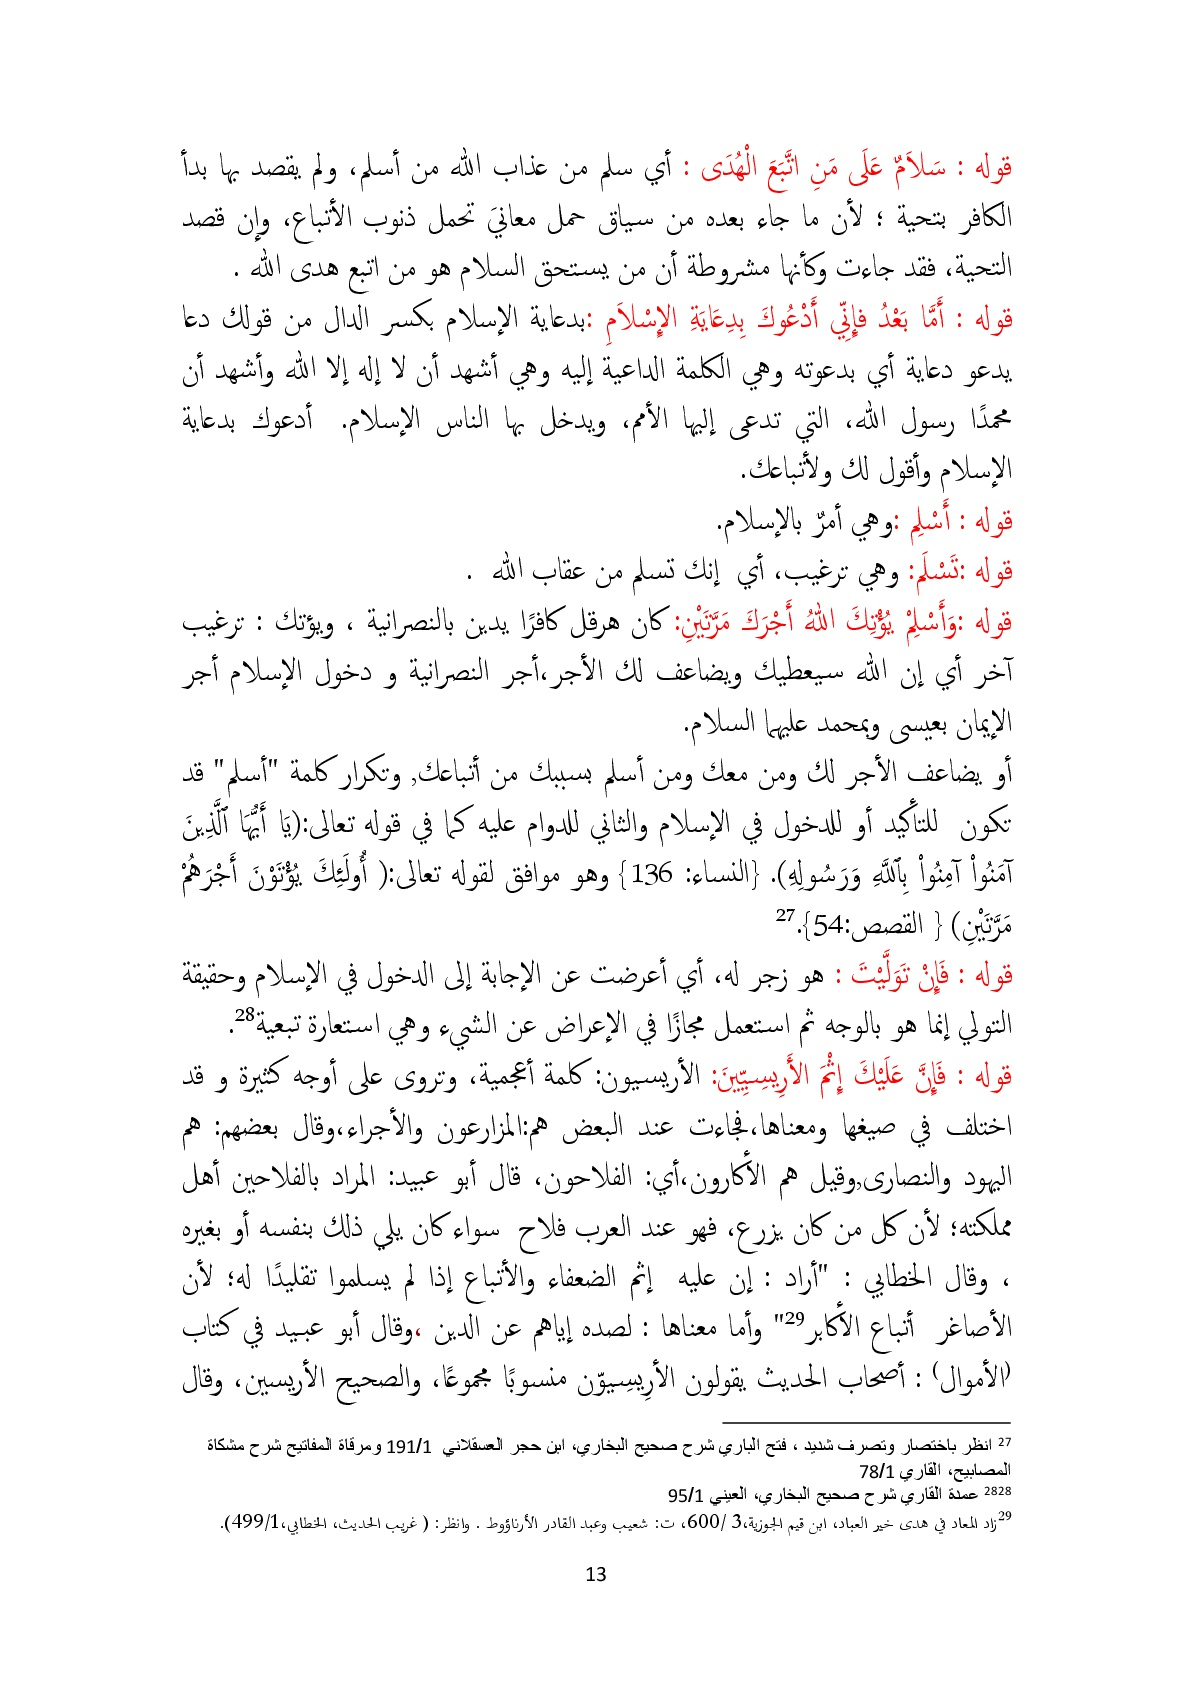 قوله : سَلاَمٌ عَلَى مَنِ اتَّبَعَ الْهُدَى : أي سلم من عذاب الله من أسلم، ولم يقصد بها بدأ
الكافر بتحية ؛ لأن ما جاء بعده من سياق حمل معانيَ تحمل ذنوب الأتباع، وإن قصد
التحية، فقد جاءت وكأنها مشروطة أن من يستحق السلام هو من اتبع هدى الله .
قوله : أَمَّا بَعْدُ فإِنِّي أَدْعُوكَ بِدِعَايَةِ الإِسْلاَمِ :بدعاية الإسلام بكسر الدال من قولك دعا
يدعو دعاية أي بدعوته وهي الكلمة الداعية إليه وهي أشهد أن لا إله إلا الله وأشهد أن
محمدًا رسول الله، التي تدعى إليها الأمم، ويدخل بها الناس الإسلام. أدعوك بدعاية
الإسلام وأقول لك ولأتباعك.
قوله : أَسْلِم :وهي أمرٌ بالإسلام.
قوله :تَسْلَم: وهي ترغيب، أي إنك تسلم من عقاب الله .
قوله :وَأَسْلِمْ يُؤْتِكَ اللهُ أَجْرَكَ مَرَّتَيْنِ: كان هرقل كافرًا يدين بالنصرانية ، ويؤتك : ترغيب
آخر أي إن الله سيعطيك ويضاعف لك الأجر،أجر النصرانية و دخول الإسلام أجر
الإيمان بعيسى وبمحمد عليهما السلام.
أو يضاعف الأجر لك ومن معك ومن أسلم بسببك من أتباعك, وتكرار كلمة "أسلم" قد
تكون للتأكيد أو للدخول في الإسلام والثاني للدوام عليه كما في قوله تعالى:(يَا أَيُّهَا ٱلَّذِينَ
آمَنُواْ آمِنُواْ بِٱللَّهِ وَرَسُولِهِ). {النساء: 136} وهو موافق لقوله تعالى:( أُولَئِكَ يُؤْتَوْنَ أَجْرَهُمْ
مَرَّتَيْنِ) { القصص:54}.27
قوله : فَإِنْ تَوَلَّيْتَ : هو زجر له، أي أعرضت عن الإجابة إلى الدخول في الإسلام وحقيقة
التولي إنما هو بالوجه ثم استعمل مجازًا في الإعراض عن الشيء وهي استعارة تبعية28.
قوله : فَإِنَّ عَلَيْكَ إِثْمَ الأَرِيسِيِّينَ: الأريسيون: كلمة أعجمية، وتروى على أوجه كثيرة و قد
اختلف في صيغها ومعناها،فجاءت عند البعض هم:المزارعون والأجراء،وقال بعضهم: هم
اليهود والنصارى,وقيل هم الأكارون،أي: الفلاحون، قال أبو عبيد: المراد بالفلاحين أهل
مملكته؛ لأن كل من كان يزرع، فهو عند العرب فلاح سواء كان يلي ذلك بنفسه أو بغيره
، وقال الخطابي : "أراد : إن عليه إثم الضعفاء والأتباع إذا لم يسلموا تقليدًا له؛ لأن
الأصاغر أتباع الأكابر29" وأما معناها : لصده إياهم عن الدين ،وقال أبو عبيد في كتاب
(الأموال) : أصحاب الحديث يقولون الأَرِيسِيوّن منسوبًا مجموعًا، والصحيح الأريسين، وقال
27 انظر باختصار وتصرف شديد ، فتح الباري شرح صحيح البخاري، ابن حجر العسقلاني 191/1 ومرقاة المفاتيح شرح مشكاة
المصابيح، القاري 78/1
2828 عمدة القاري شرح صحيح البخاري، العيني 95/1
29زاد المعاد في هدى خير العباد، ابن قيم الجوزية،3 /600، ت: شعيب وعبد القادر الأرناؤوط . وانظر: ( غريب الحديث، الخطابي،499/1).
13